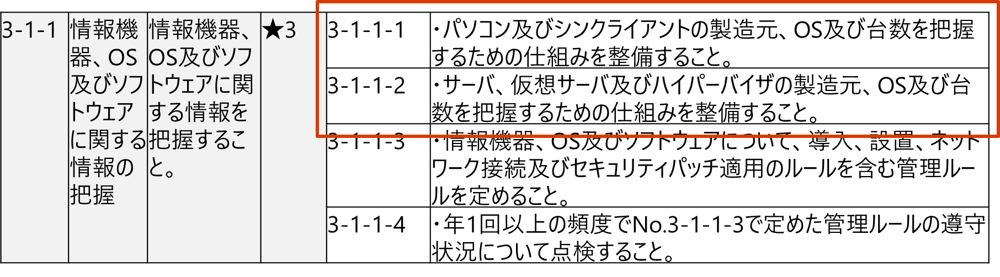 3-1-1
情報機
器、OS
及びソフ
トウェア
に関する
情報の
把握
情報機器、
OS及びソフ
トウェアに関
する情報を
把握するこ
と。
★3
3-1-1-1
・パソコン及びシンクライアントの製造元、OS及び台数を把握
するための仕組みを整備すること。
3-1-1-2
・サーバ、仮想サーバ及びハイパーバイザの製造元、OS及び台
数を把握するための仕組みを整備すること。
3-1-1-3
・情報機器、OS及びソフトウェアについて、導入、設置、ネット
ワーク接続及びセキュリティパッチ適用のルールを含む管理ルー
ルを定めること。
3-1-1-4
・年1回以上の頻度でNo.3-1-1-3で定めた管理ルールの遵守
状況について点検すること。